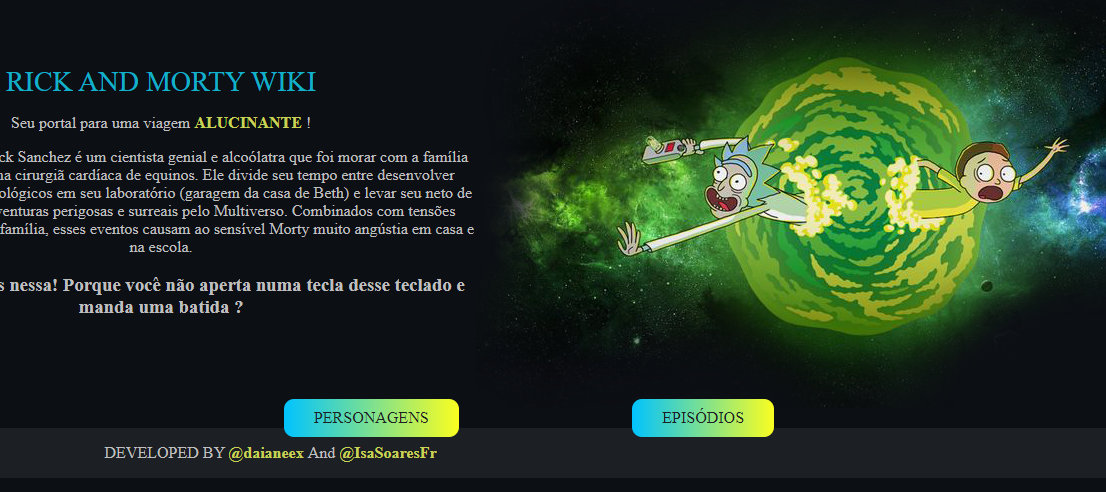 RICK AND MORTY WIKI
Seu portal para uma viagem ALUCINANTE !
ck Sanchez é um cientista genial e alcoólatra que foi morar com a família
na cirurgiã cardíaca de equinos. Ele divide seu tempo entre desenvolver
ológicos em seu laboratório (garagem da casa de Beth) e levar seu neto de
venturas perigosas e surreais pelo Multiverso. Combinados com tensões
família, esses eventos causam ao sensível Morty muito angústia em casa e
na escola.
s nessa! Porque você não aperta numa tecla desse teclado e
manda uma batida ?
PERSONAGENS
EPISÓDIOS
DEVELOPED BY @daianeex And @IsaSoaresFr